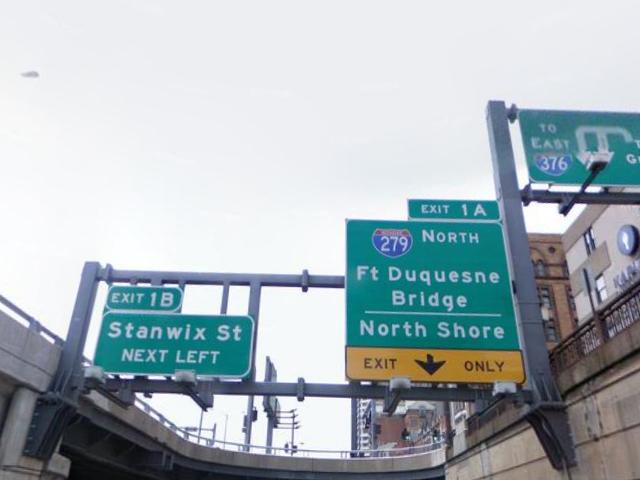 EXIT 1B
Stanwix St
NEXT LEFT
EXIT 1A
279 NORTH
Ft Duquesne
Bridge
North Shore
EXIT ONLY
TO
EAST
376